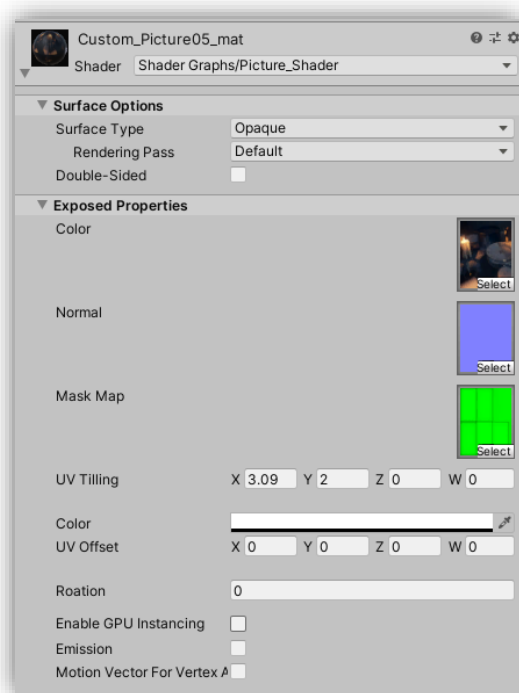 Custom_Picture05_mat
Shader Shader Graphs/Picture_Shader
Surface Options
Surface Type Opaque
Rendering Pass Default
Double-Sided
Exposed Properties
Color
Select
Normal
Select
Mask Map
Select
UV Tilling X 3.09 Y 2 Z 0 W 0
Color
UV Offset X 0 Y 0 Z 0 W 0
Roation 0
Enable GPU Instancing
Emission
Motion Vector For Vertex A